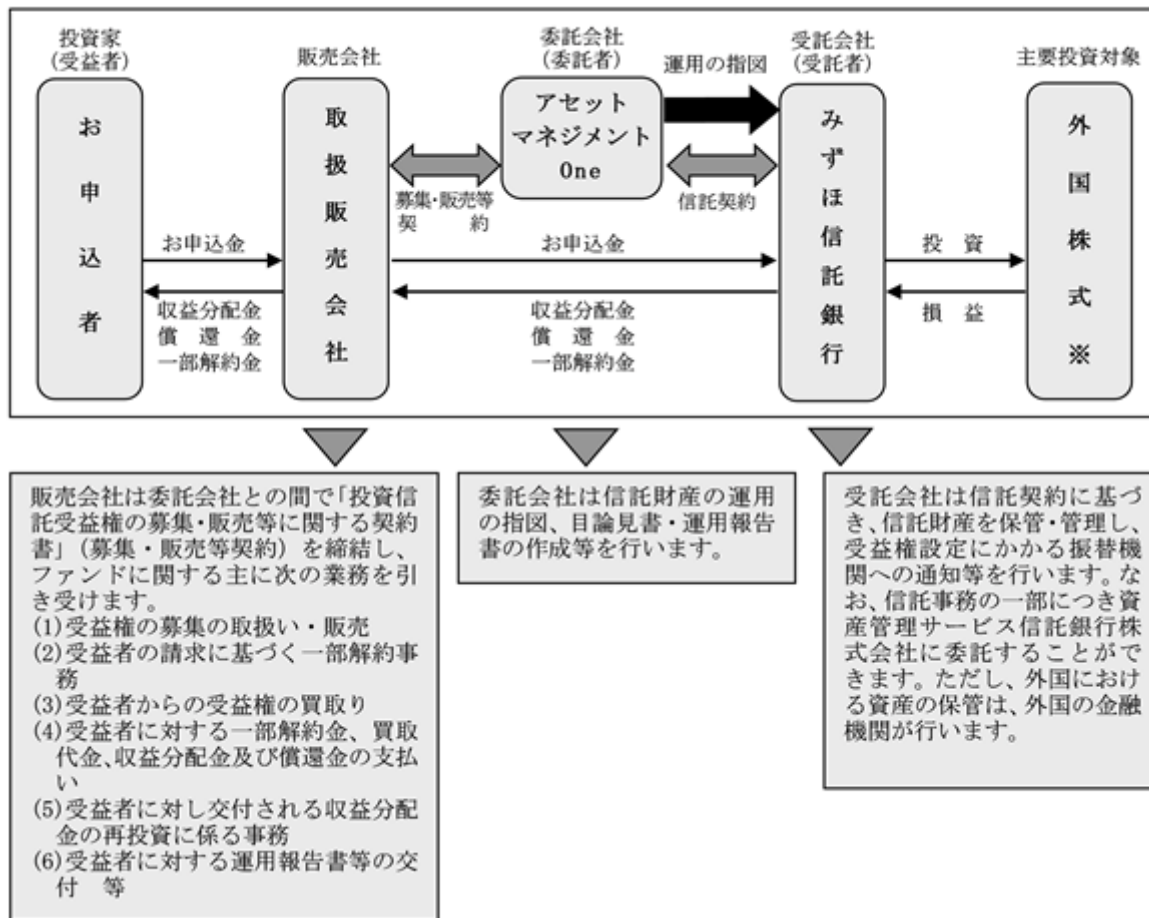 投資家
(受益者)
販売会社
委託会社
(委託者)
運用の指図
受託会社
(受託者)
主要投資対象
お申込者
取扱販売会社
アセット
マネジメント
One
みずほ信託銀行
外国株式※
募集・販売等
契　　約
信託契約
お申込金
お申込金
投　資
収益分配金
償　還　金
一部解約金
収益分配金
償　還　金
一部解約金
損　益
販売会社は委託会社との間で「投資信
託受益権の募集・販売等に関する契約
書」（募集・販売等契約）を締結し、
ファンドに関する主に次の業務を引
き受けます。
(1)受益権の募集の取扱い・販売
(2)受益者の請求に基づく一部解約事
務
(3)受益者からの受益権の買取り
(4)受益者に対する一部解約金、買取
代金、収益分配金及び償還金の支払
い
(5)受益者に対し交付される収益分配
金の再投資に係る事務
(6)受益者に対する運用報告書等の交
付　等
委託会社は信託財産の運用
の指図、目論見書・運用報告
書の作成等を行います。
受託会社は信託契約に基づ
き、信託財産を保管・管理し、
受益権設定にかかる振替機
関への通知等を行います。な
お、信託事務の一部につき資
産管理サービス信託銀行株
式会社に委託することがで
きます。ただし、外国におけ
る資産の保管は、外国の金融
機関が行います。